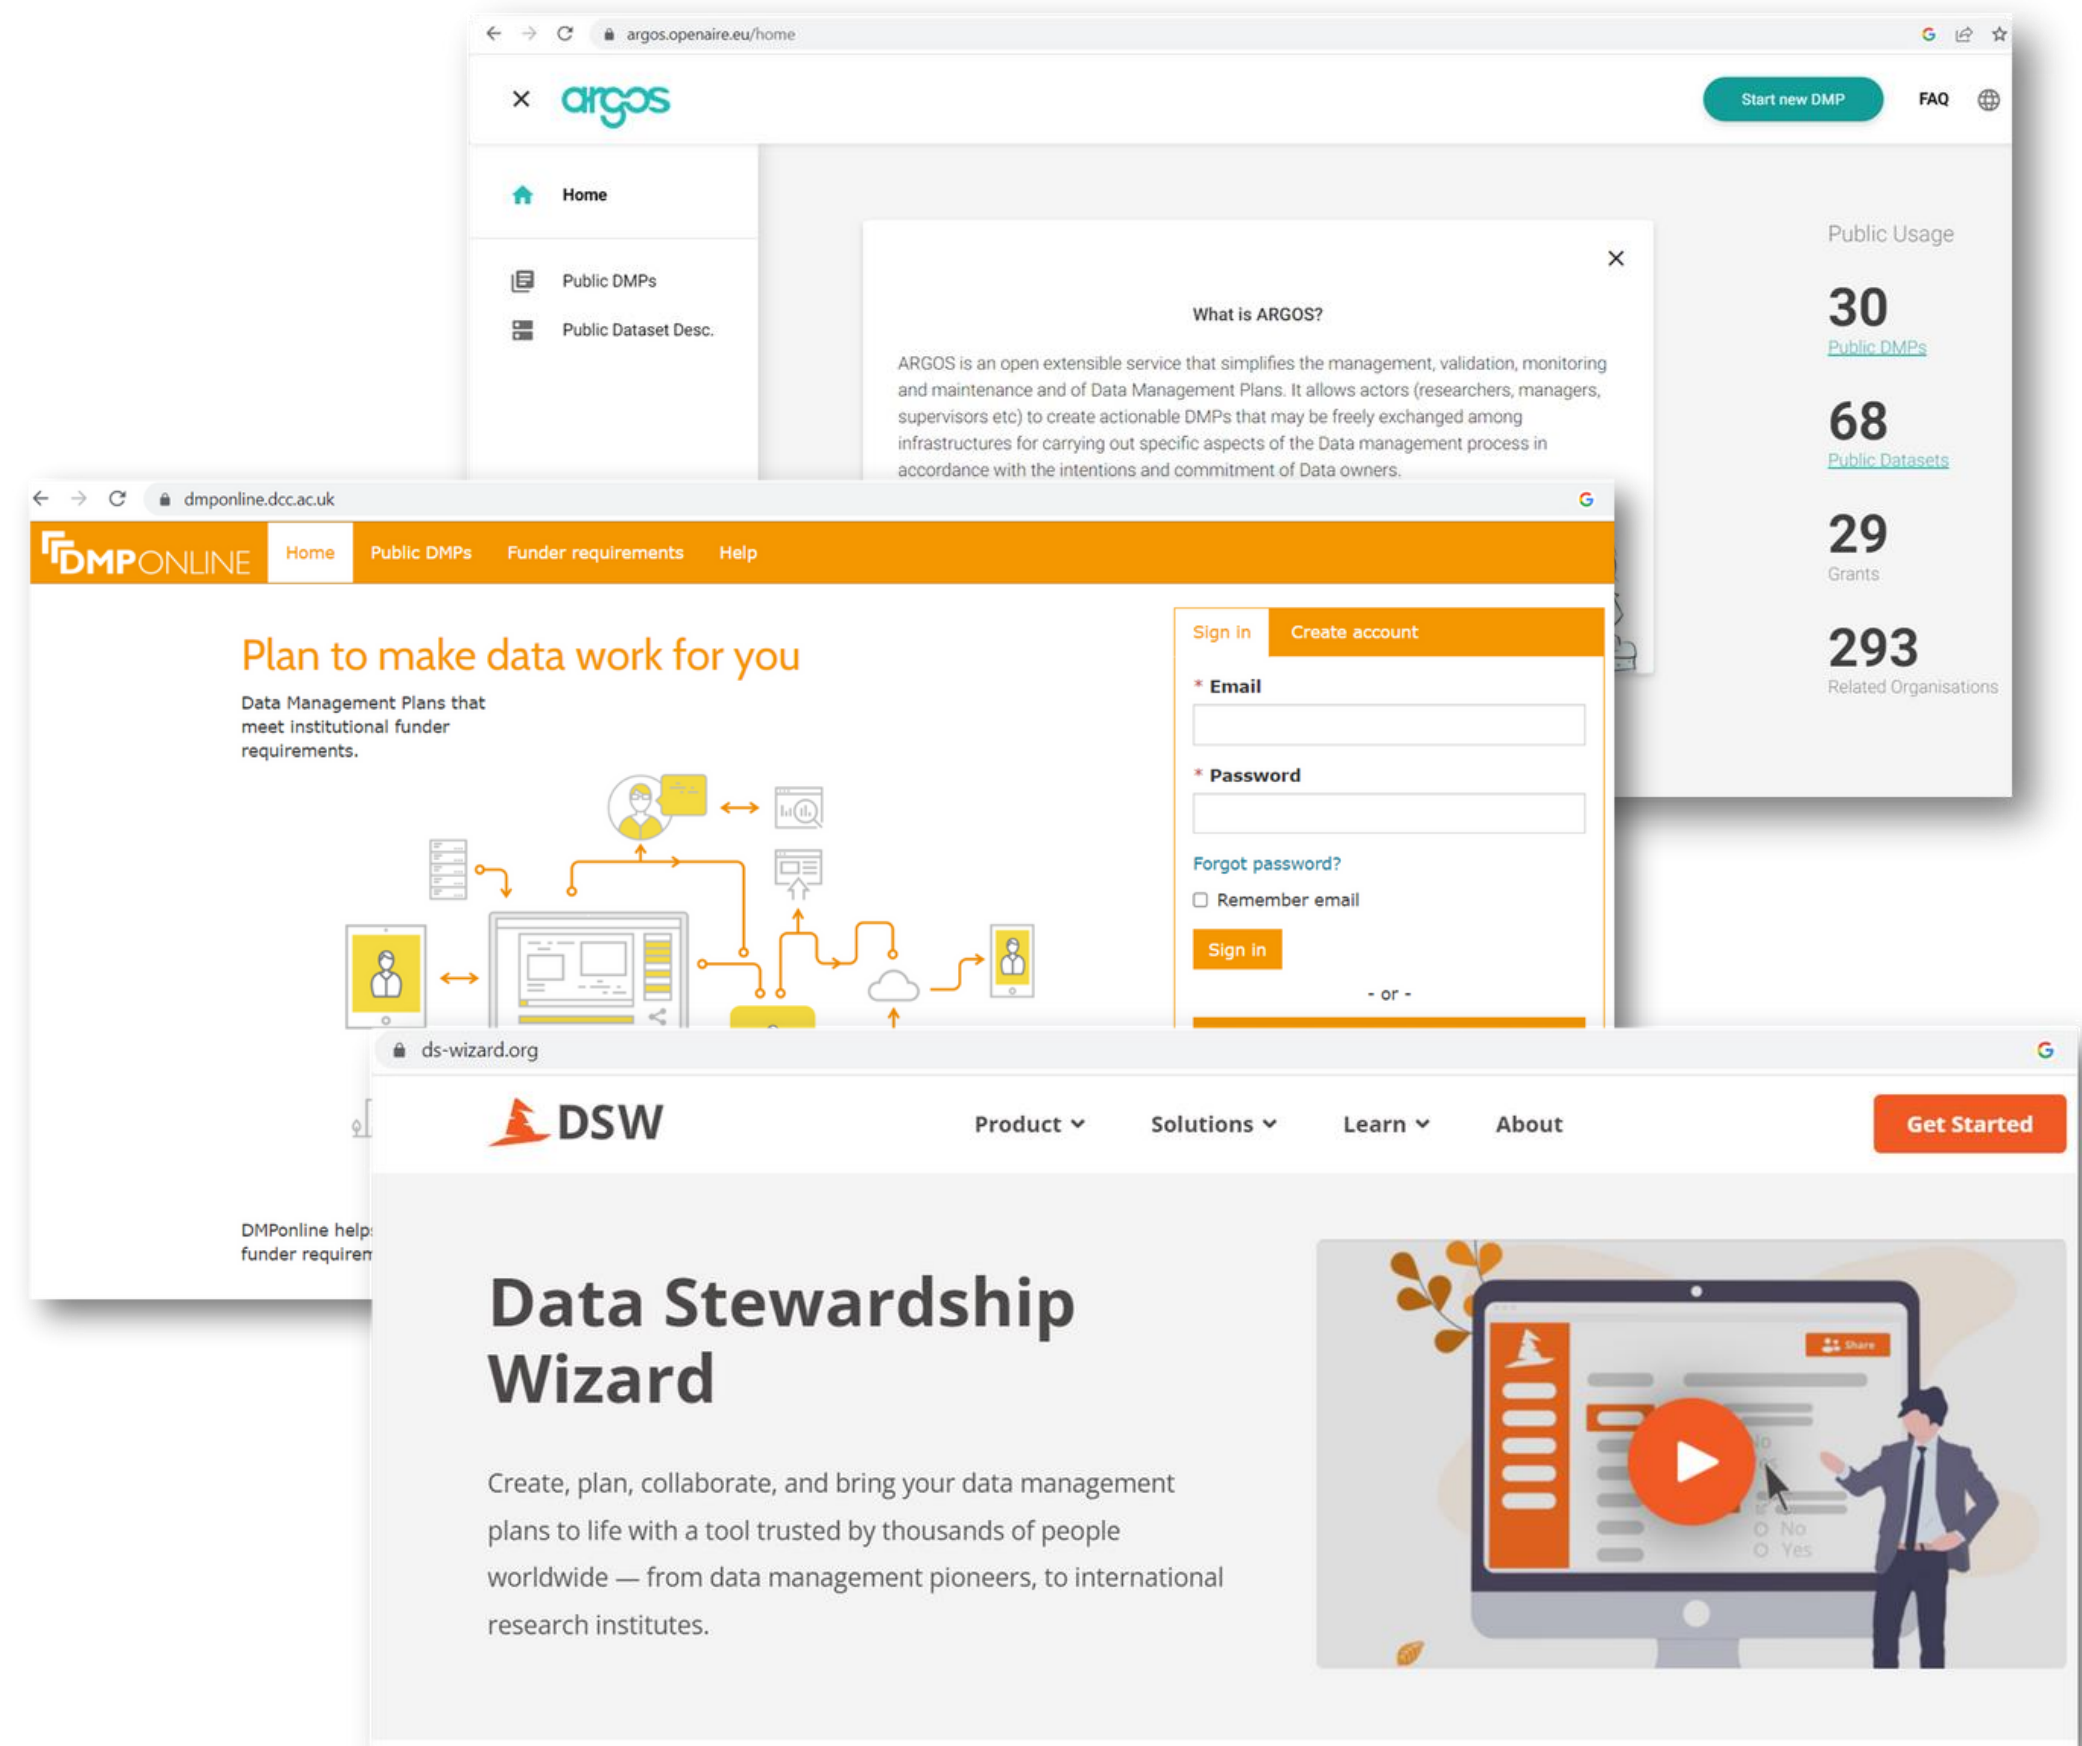 argos.openaire.eu/home
argos
Start new DMP
FAQ
Home
Public DMPs
Public Dataset Desc.
What is ARGOS?
ARGOS is an open extensible service that simplifies the management, validation, monitoring
and maintenance and of Data Management Plans. It allows actors (researchers, managers,
supervisors etc) to create actionable DMPs that may be freely exchanged among
infrastructures for carrying out specific aspects of the Data management process in
accordance with the intentions and commitment of Data owners.
Public Usage
30
Public DMPs
68
Public Datasets
29
Grants
293
Related Organisations
dmponline.dcc.ac.uk
DMPONLINE
Home
Public DMPs
Funder requirements
Help
Plan to make data work for you
Data Management Plans that
meet institutional funder
requirements.
Sign in
Create account
* Email
* Password
Forgot password?
Remember email
Sign in
- or -
DMPonline help
funder require
ds-wizard.org
DSW
Product
Solutions
Learn
About
Get Started
Data Stewardship
Wizard
Create, plan, collaborate, and bring your data management
plans to life with a tool trusted by thousands of people
worldwide — from data management pioneers, to international
research institutes.
Share
No
Yes